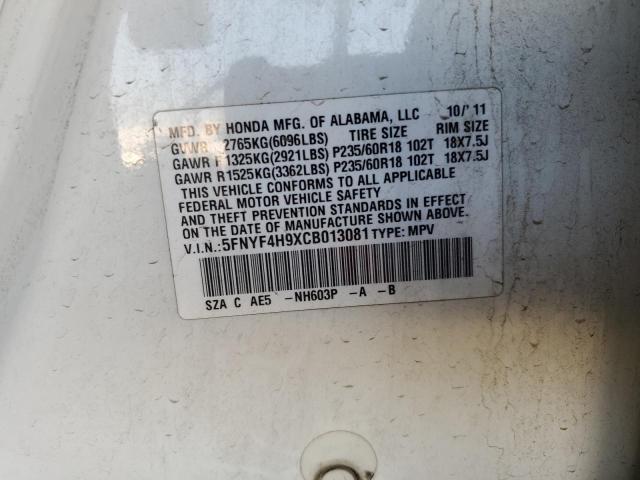 MFD. BY HONDA MFG. OF ALABAMA, LLC 10/'11
GVWR 2765KG(6096LBS) TIRE SIZE RIM SIZE
GAWR F1325KG(2921LBS) P235/60R18 102T 18X7.5J
GAWR R1525KG(3362LBS) P235/60R18 102T 18X7.5J
THIS VEHICLE CONFORMS TO ALL APPLICABLE
FEDERAL MOTOR VEHICLE SAFETY
AND THEFT PREVENTION STANDARDS IN EFFECT
ON THE DATE OF MANUFACTURE SHOWN ABOVE.
V.I.N.:5FNYF4H9XCB013081 TYPE: MPV
SZA C AE5 -NH603P -A -B